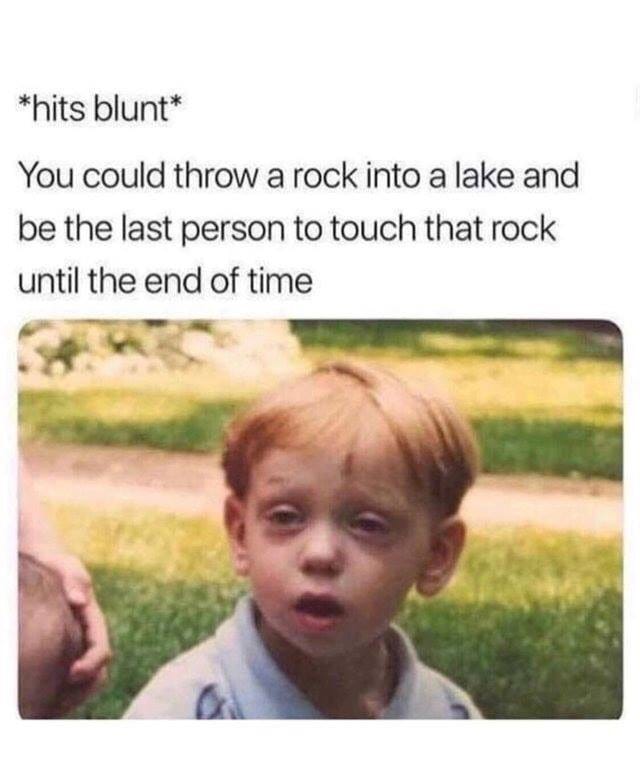 *hits blunt*
You could throw a rock into a lake and
be the last person to touch that rock
until the end of time